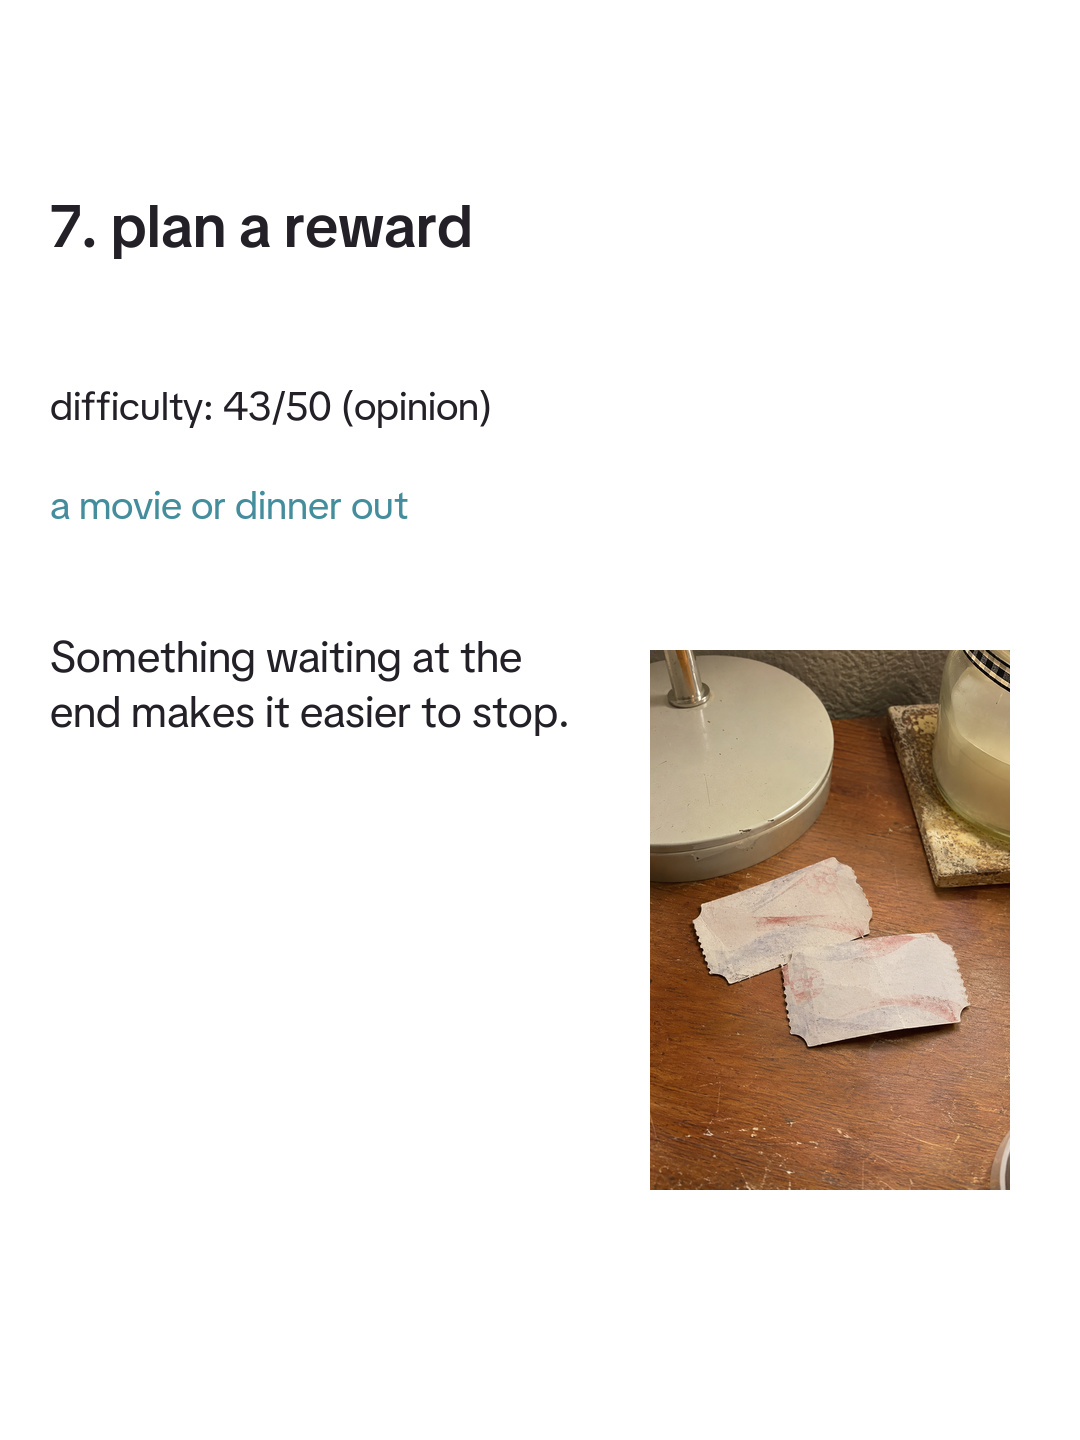 7. plan a reward
difficulty: 43/50 (opinion)
a movie or dinner out
Something waiting at the
end makes it easier to stop.